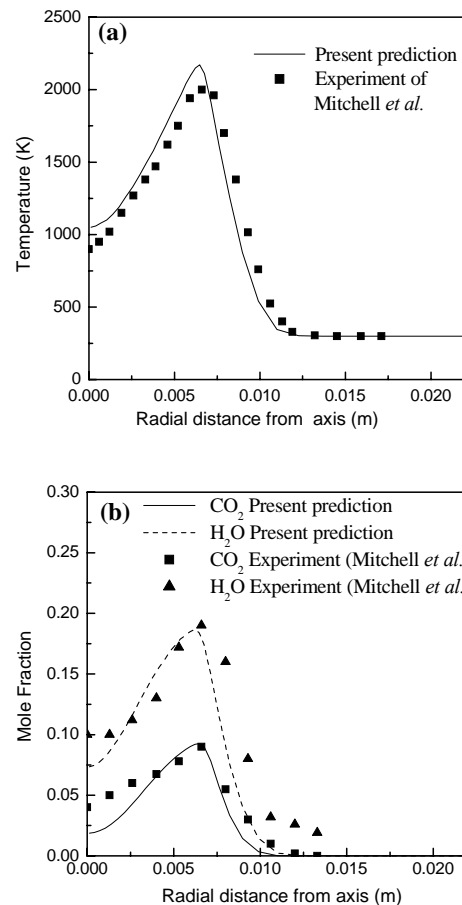 (a)
Present prediction
Experiment of
Mitchell et al.
2500
2000
1500
1000
500
0
Temperature (K)
0.000
0.005
0.010
0.015
0.020
Radial distance from axis (m)
(b)
CO2 Present prediction
H2O Present prediction
CO2 Experiment (Mitchell et al.
H2O Experiment (Mitchell et al.
0.30
0.25
0.20
0.15
0.10
0.05
0.00
Mole Fraction
0.000
0.005
0.010
0.015
0.020
Radial distance from axis (m)